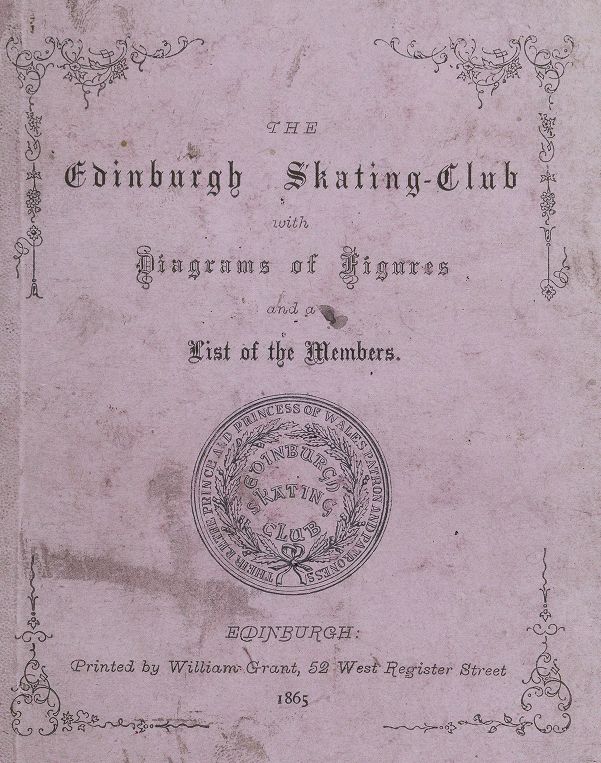 THE
Edinburgh Skating-Club
with
Diagrams of Figures
and a
List of the Members.
THEIR R.H. THE PRINCE AND PRINCESS OF WALES PATRON AND PATRONESS
EDINBURGH
SKATING
CLUB
EDINBURGH:
Printed by William Grant, 52 West Register Street
1865